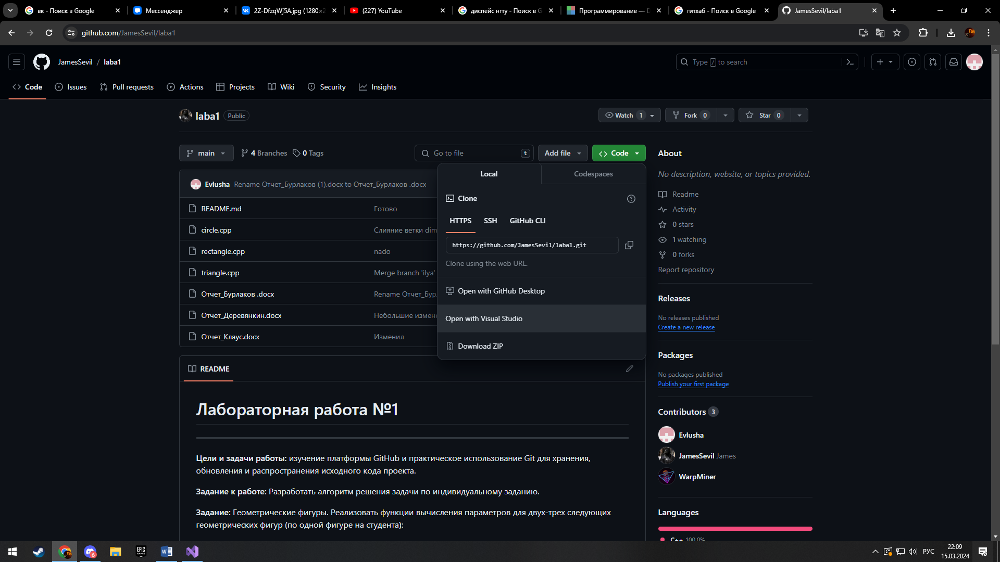 вк - Поиск в Google
Мессенджер
2Z-DfzqWj5A.jpg (1280×2
(227) YouTube
диспейс нгту - Поиск в G
Программирование — D
гитхаб - Поиск в Google
JamesSevil/laba1
github.com/JamesSevil/laba1
JamesSevil / laba1
Type / to search
Code
Issues
Pull requests
Actions
Projects
Wiki
Security
Insights
laba1 Public
Watch 1
Fork 0
Star 0
main
4 Branches
0 Tags
Go to file t
Add file
Code
Evlusha Rename Отчет_Бурлаков (1).docx to Отчет_Бурлаков .docx
README.md Готово
circle.cpp Слияние ветки dim
rectangle.cpp nado
triangle.cpp Merge branch 'ilya'
Отчет_Бурлаков .docx Rename Отчет_Бур
Отчет_Деревянкин.docx Небольшие измене
Отчет_Клаус.docx Изменил
Local
Codespaces
Clone
HTTPS
SSH
GitHub CLI
https://github.com/JamesSevil/laba1.git
Clone using the web URL.
Open with GitHub Desktop
Open with Visual Studio
Download ZIP
README
Лабораторная работа №1
Цели и задачи работы: изучение платформы GitHub и практическое использование Git для хранения,
обновления и распространения исходного кода проекта.
Задание к работе: Разработать алгоритм решения задачи по индивидуальному заданию.
Задание: Геометрические фигуры. Реализовать функции вычисления параметров для двух-трех следующих
геометрических фигур (по одной фигуре на студента):
About
No description, website, or topics provided.
Readme
Activity
0 stars
1 watching
0 forks
Report repository
Releases
No releases published
Create a new release
Packages
No packages published
Publish your first package
Contributors 3
Evlusha
JamesSevil James
WarpMiner
Languages
C++ 100.0%
EPIC
GAMES
6
РУС
22:09
15.03.2024